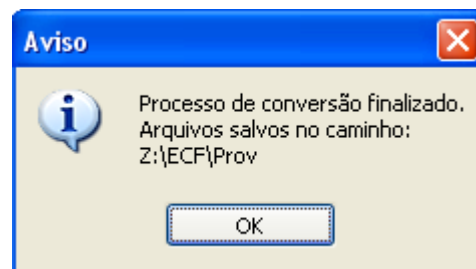 Aviso
Processo de conversão finalizado.
Arquivos salvos no caminho:
Z:\ECF\Prov
OK